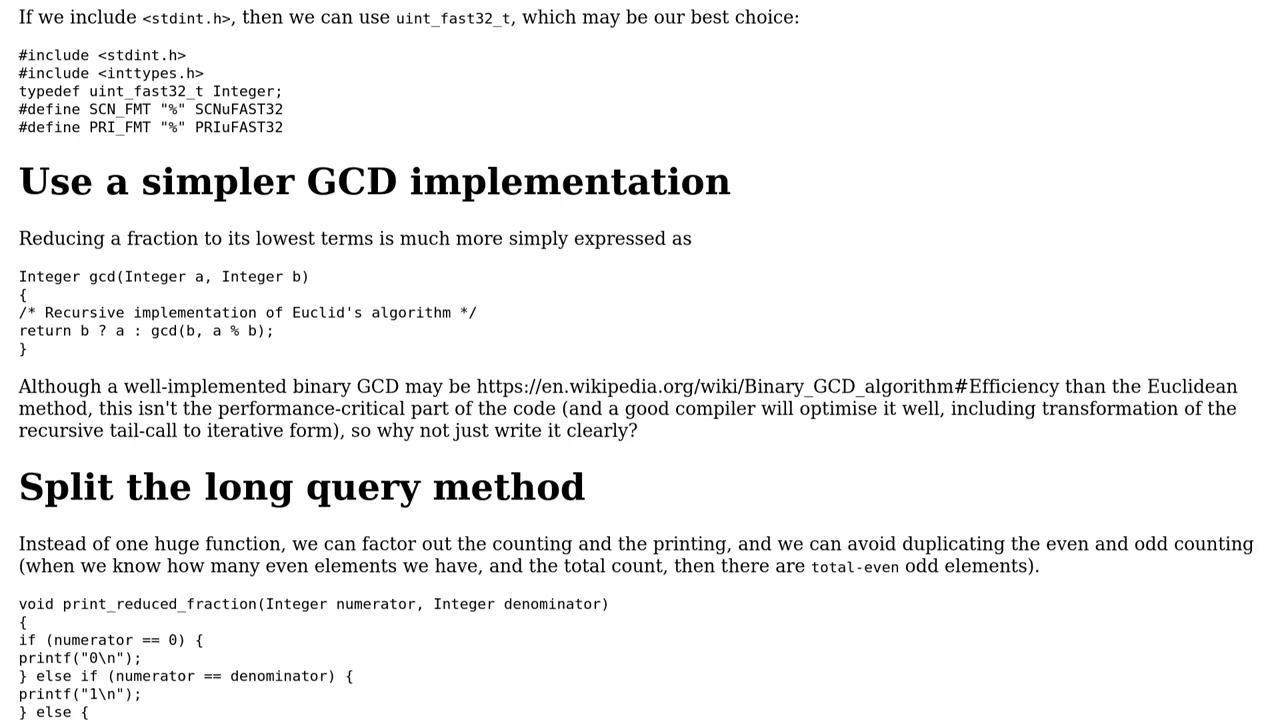 If we include <stdint.h>, then we can use uint_fast32_t, which may be our best choice:
#include <stdint.h>
#include <inttypes.h>
typedef uint_fast32_t Integer;
#define SCN_FMT "%" SCNuFAST32
#define PRI_FMT "%" PRIuFAST32
Use a simpler GCD implementation
Reducing a fraction to its lowest terms is much more simply expressed as
Integer gcd(Integer a, Integer b)
{
/* Recursive implementation of Euclid's algorithm */
return b ? a : gcd(b, a % b);
}
Although a well-implemented binary GCD may be https://en.wikipedia.org/wiki/Binary_GCD_algorithm#Efficiency than the Euclidean
method, this isn't the performance-critical part of the code (and a good compiler will optimise it well, including transformation of the
recursive tail-call to iterative form), so why not just write it clearly?
Split the long query method
Instead of one huge function, we can factor out the counting and the printing, and we can avoid duplicating the even and odd counting
(when we know how many even elements we have, and the total count, then there are total-even odd elements).
void print_reduced_fraction(Integer numerator, Integer denominator)
{
if (numerator == 0) {
printf("0\n");
} else if (numerator == denominator) {
printf("1\n");
} else {